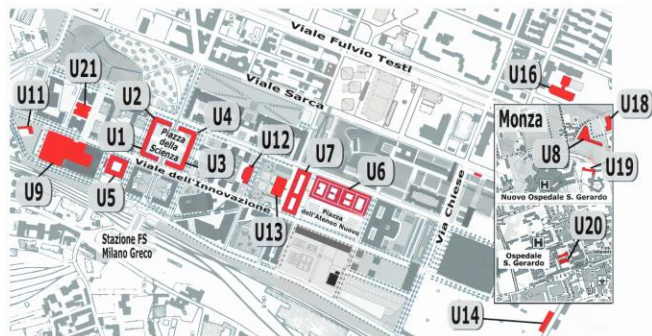 Viale Fulvio Testi
U16
U21
Viale Sarca
U11
U2
U18
U4
Monza
U12
Piazza
della
Scienza
U8
U1
U7
U3
U6
U19
Viale dell'Innovazione
H
Nuovo Ospedale S. Gerardo
U9
U5
Via Chiese
Piazza
dell'Ateneo Nuovo
U20
U13
H
Stazione FS
Milano Greco
Ospedale
S. Gerardo
U14